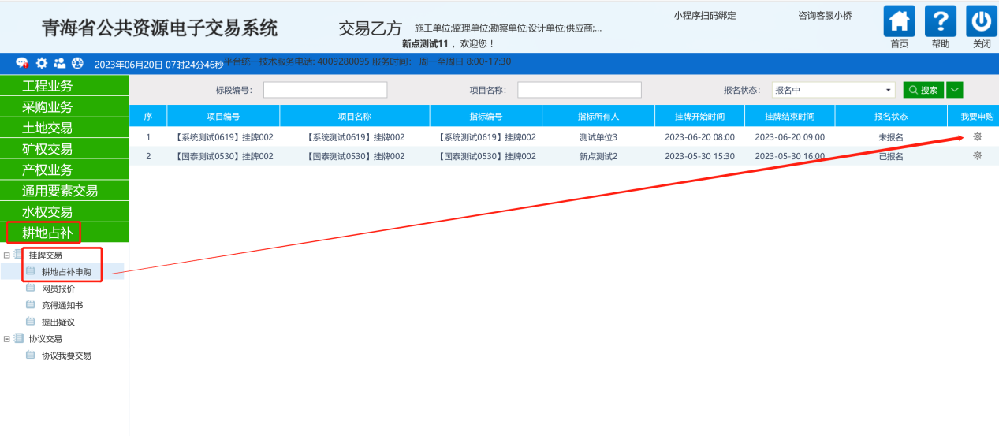 小程序扫码绑定
咨询客服小桥
青海省公共资源电子交易系统
交易乙方
施工单位;监理单位;勘察单位;设计单位;供应商;...
新点测试11 ，欢迎您！
首页
帮助
关闭
2023年06月20日 07时24分46秒
平台统一技术服务电话: 4009280095 服务时间： 周一至周日 8:00-17:30
工程业务
采购业务
土地交易
矿权交易
产权业务
通用要素交易
水权交易
耕地占补
挂牌交易
耕地占补申购
网员报价
竞得通知书
提出疑议
协议交易
协议我要交易
标段编号： 项目名称： 报名状态： 报名中 搜索
序 项目编号 项目名称 指标编号 指标所有人 挂牌开始时间 挂牌结束时间 报名状态 我要申购
1 【系统测试0619】挂牌002 【系统测试0619】挂牌002 【系统测试0619】挂牌002 测试单位3 2023-06-20 08:00 2023-06-20 09:00 未报名
2 【国泰测试0530】挂牌002 【国泰测试0530】挂牌002 【国泰测试0530】挂牌002 新点测试2 2023-05-30 15:30 2023-05-30 16:00 已报名